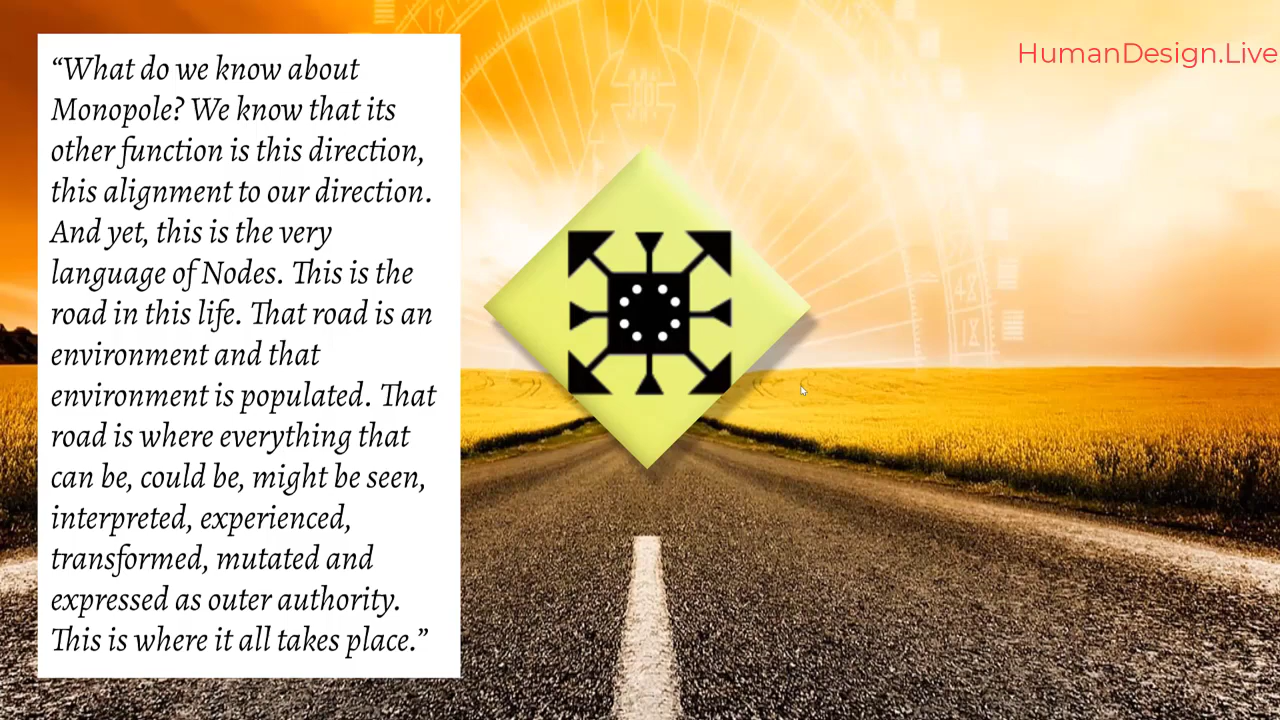 HumanDesign.Live
“What do we know about
Monopole? We know that its
other function is this direction,
this alignment to our direction.
And yet, this is the very
language of Nodes. This is the
road in this life. That road is an
environment and that
environment is populated. That
road is where everything that
can be, could be, might be seen,
interpreted, experienced,
transformed, mutated and
expressed as outer authority.
This is where it all takes place.”